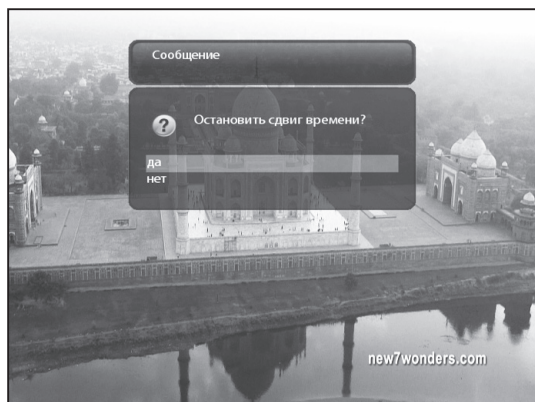 Сообщение
Остановить сдвиг времени?
да
нет
new7wonders.com